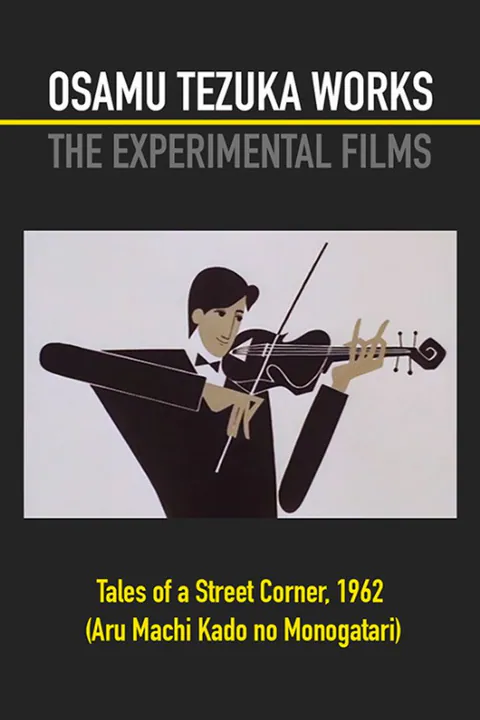 OSAMU TEZUKA WORKS
THE EXPERIMENTAL FILMS
Tales of a Street Corner, 1962
(Aru Machi Kado no Monogatari)